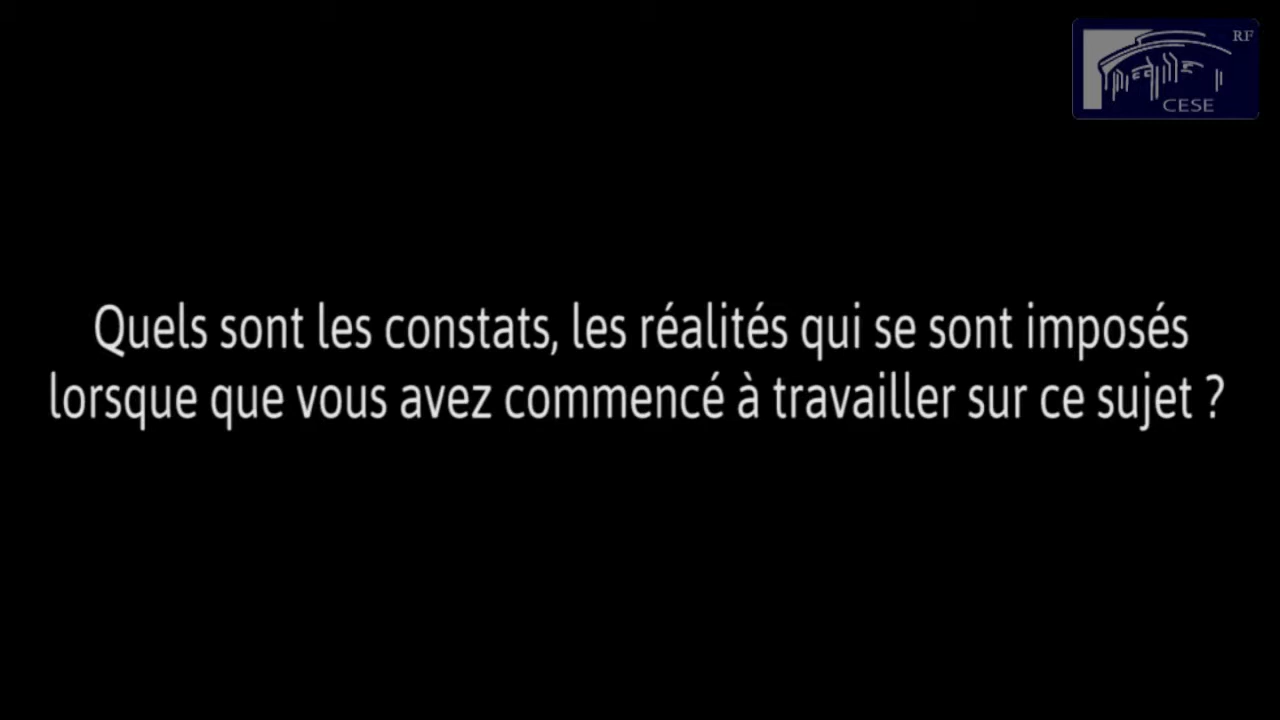 RF
CESE
Quels sont les constats, les réalités qui se sont imposés
lorsque que vous avez commencé à travailler sur ce sujet ?